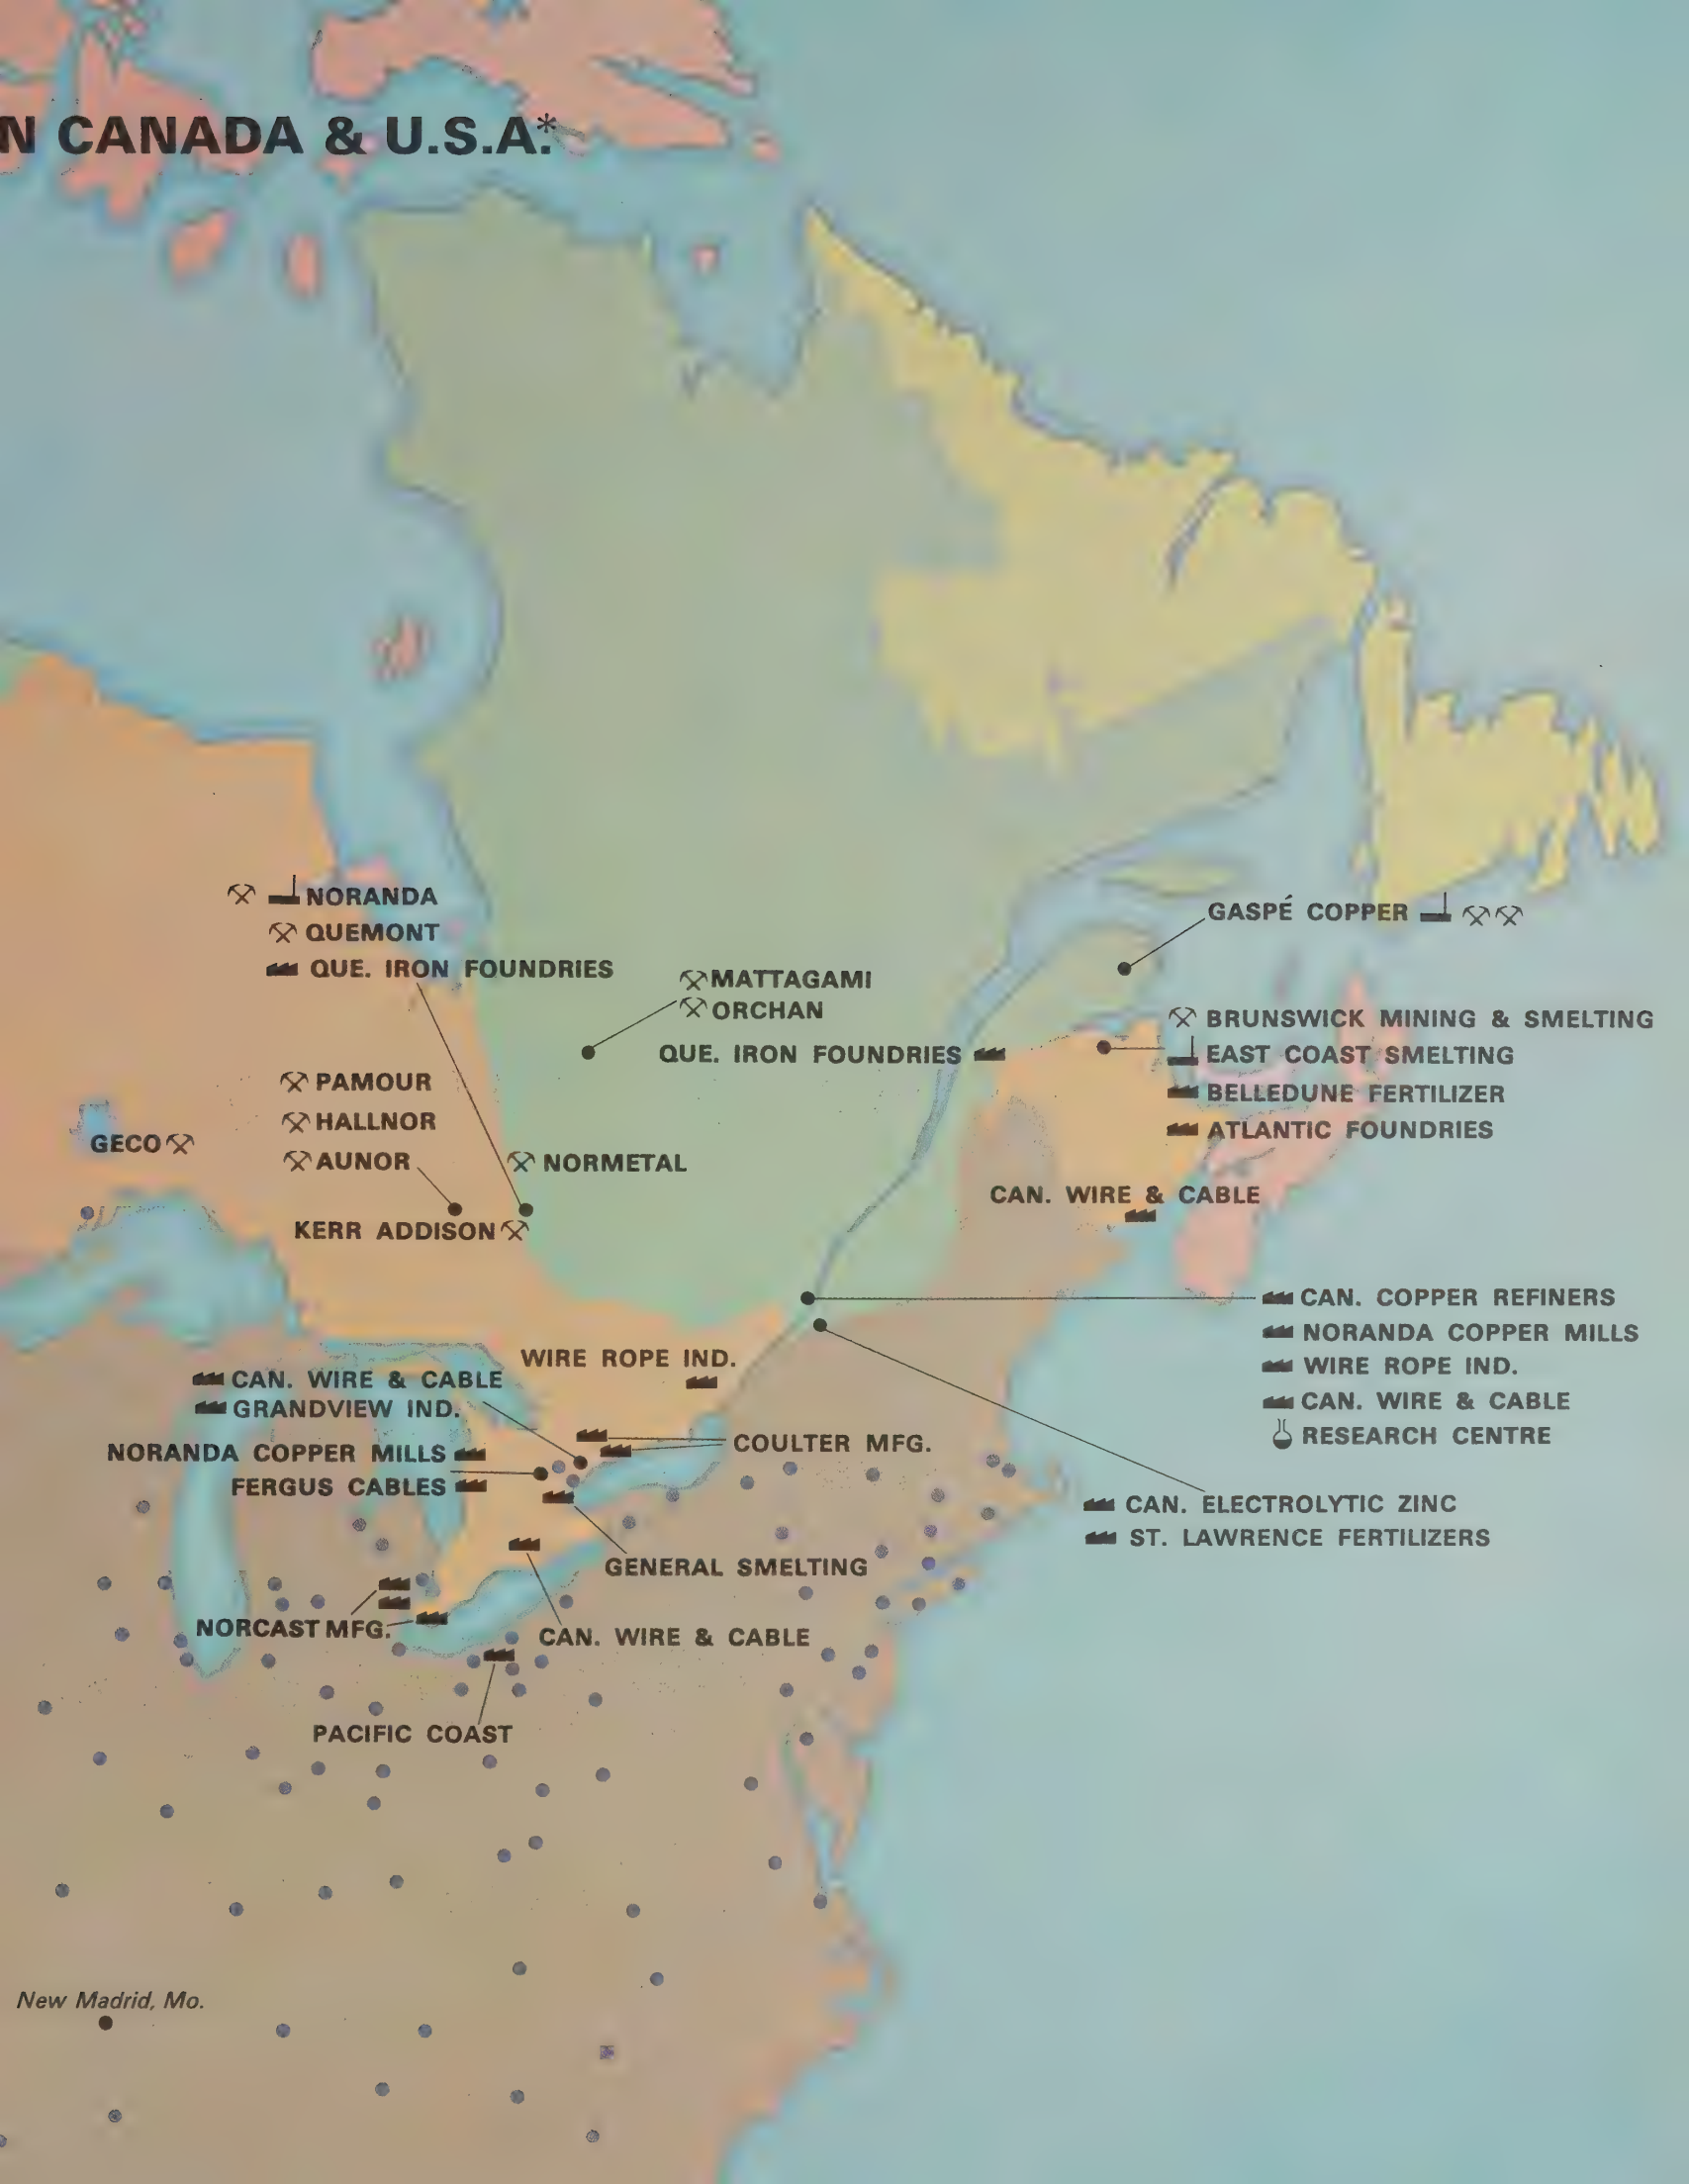 N CANADA & U.S.A.*
NORANDA
QUEMONT
QUE. IRON FOUNDRIES
GASPÉ COPPER
MATTAGAMI
ORCHAN
QUE. IRON FOUNDRIES
BRUNSWICK MINING & SMELTING
EAST COAST SMELTING
BELLEDUNE FERTILIZER
ATLANTIC FOUNDRIES
PAMOUR
HALLNOR
AUNOR
GECO
NORMETAL
KERR ADDISON
CAN. WIRE & CABLE
CAN. COPPER REFINERS
NORANDA COPPER MILLS
WIRE ROPE IND.
CAN. WIRE & CABLE
RESEARCH CENTRE
WIRE ROPE IND.
CAN. WIRE & CABLE
GRANDVIEW IND.
NORANDA COPPER MILLS
FERGUS CABLES
COULTER MFG.
CAN. ELECTROLYTIC ZINC
ST. LAWRENCE FERTILIZERS
GENERAL SMELTING
NORCAST MFG.
CAN. WIRE & CABLE
PACIFIC COAST
New Madrid, Mo.